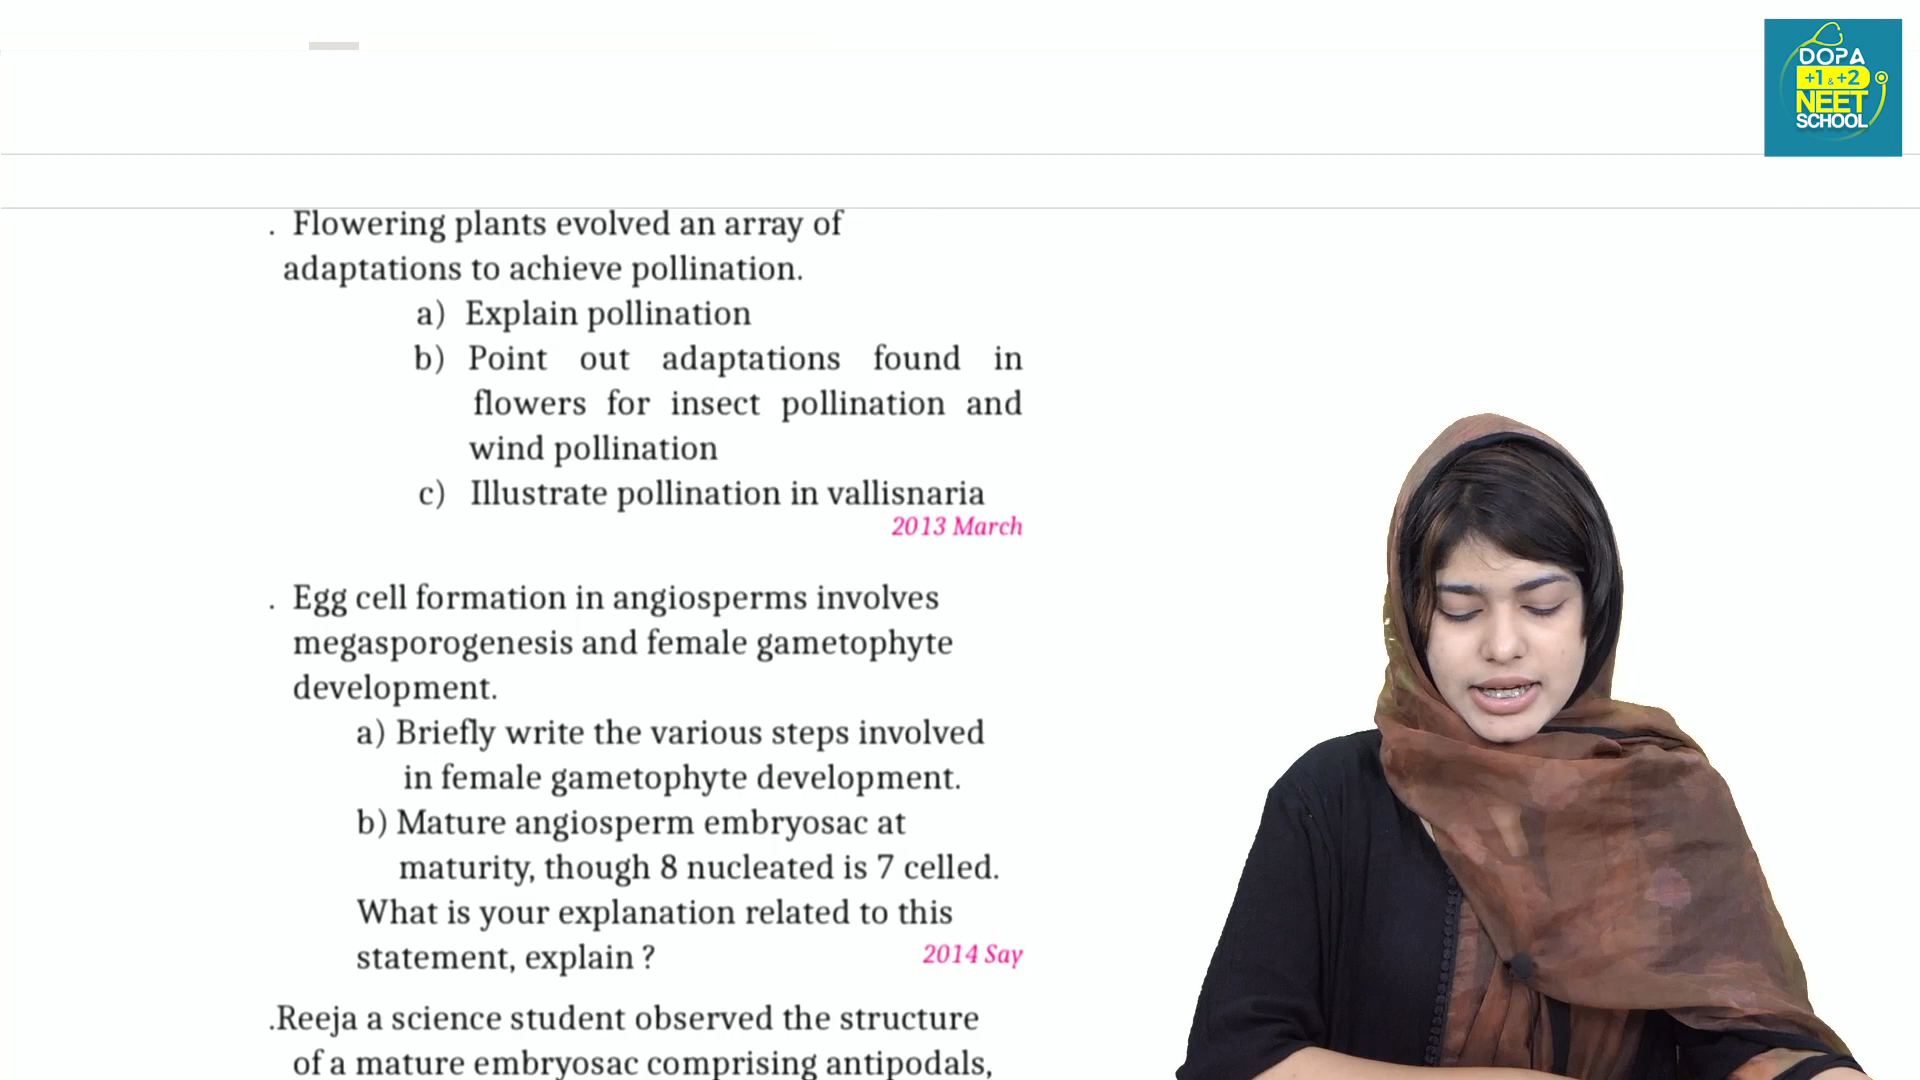 DOPA
+1 & +2
NEET
SCHOOL
. Flowering plants evolved an array of
adaptations to achieve pollination.
a) Explain pollination
b) Point out adaptations found in
flowers for insect pollination and
wind pollination
c) Illustrate pollination in vallisnaria
2013 March
. Egg cell formation in angiosperms involves
megasporogenesis and female gametophyte
development.
a) Briefly write the various steps involved
in female gametophyte development.
b) Mature angiosperm embryosac at
maturity, though 8 nucleated is 7 celled.
What is your explanation related to this
statement, explain ?
2014 Say
.Reeja a science student observed the structure
of a mature embryosac comprising antipodals,